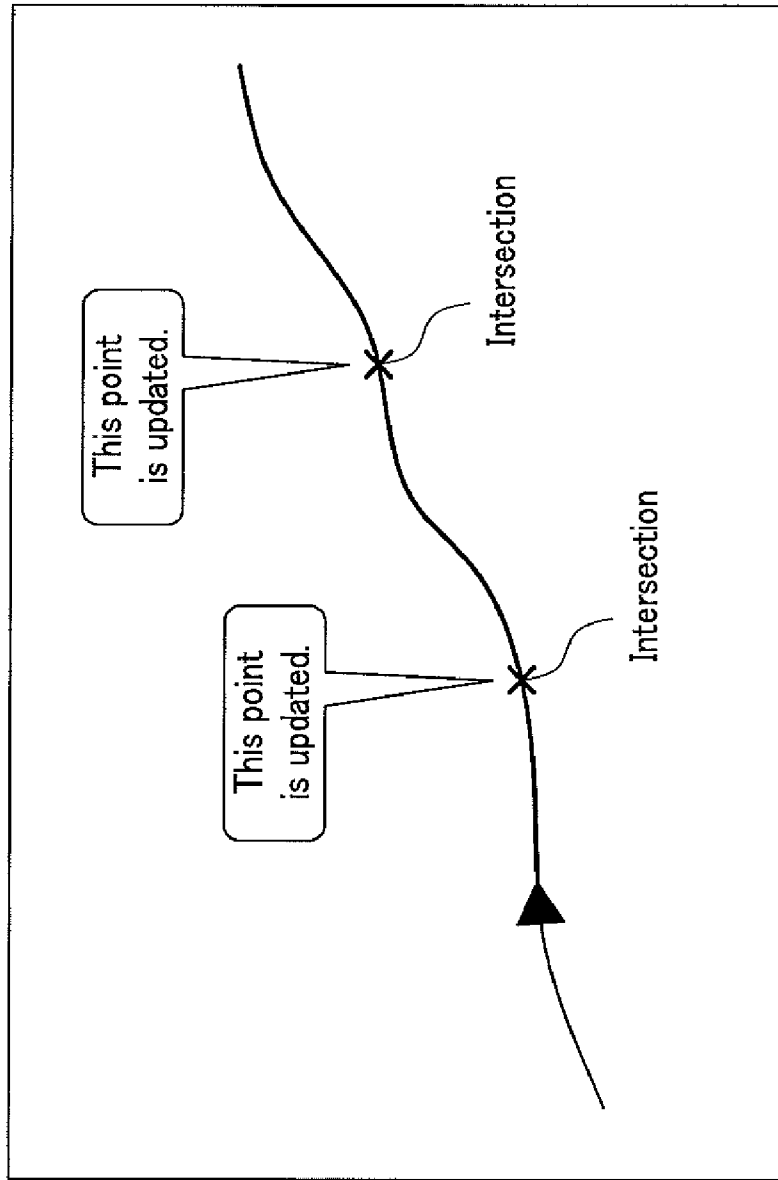 This point
is updated.
Intersection
This point
is updated.
Intersection